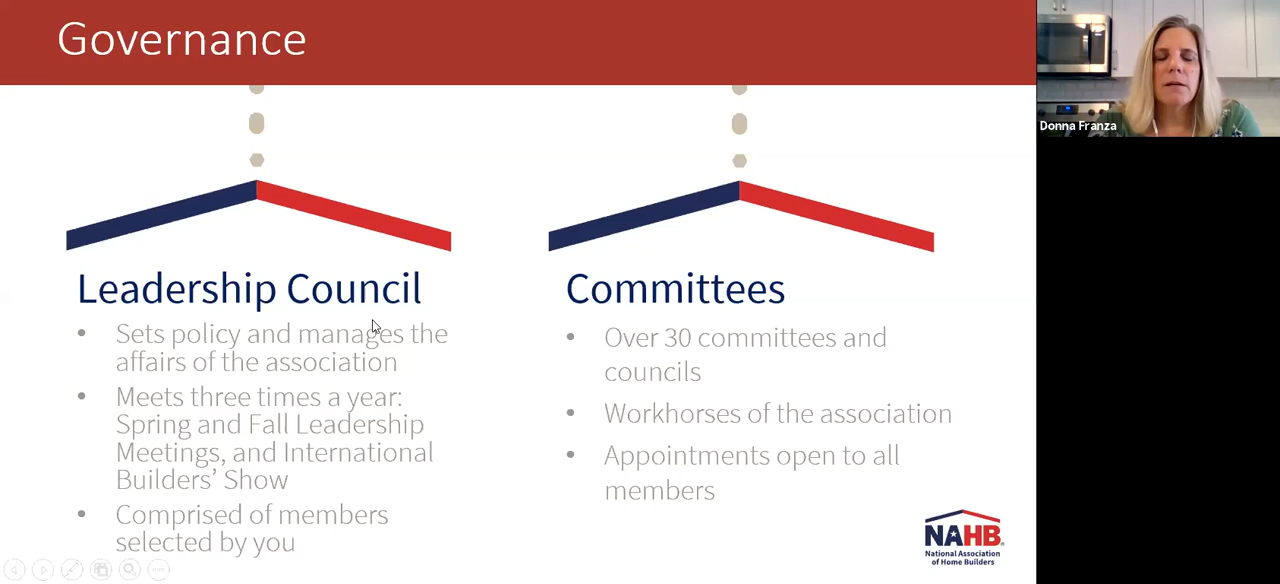 Governance
Donna Franza
Leadership Council
• Sets policy and manages the
affairs of the association
• Meets three times a year:
Spring and Fall Leadership
Meetings, and International
Builders' Show
• Comprised of members
selected by you
Committees
• Over 30 committees and
councils
• Workhorses of the association
• Appointments open to all
members
NAHB®
National Association
of Home Builders